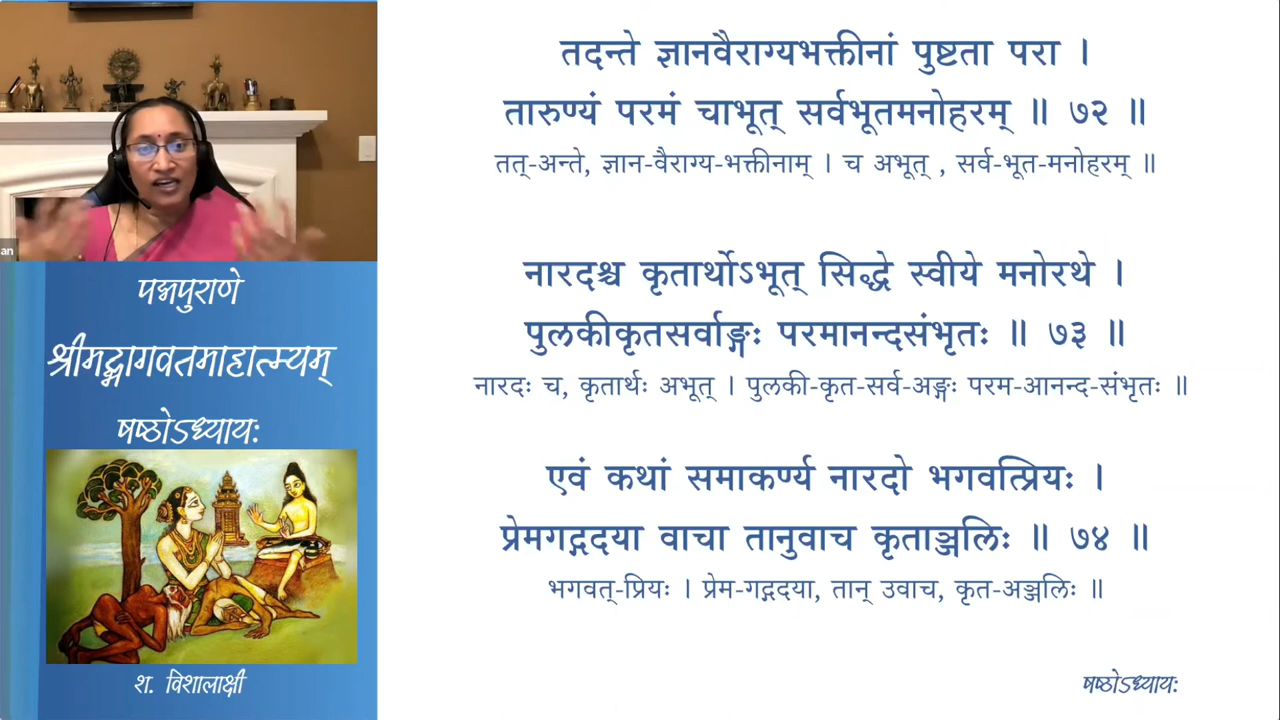 an
पद्मपुराणे
श्रीमद्भागवतमाहात्म्यम्
षष्ठोऽध्यायः
श. विशालाक्षी
तदन्ते ज्ञानवैराग्यभक्तीनां पुष्टता परा ।
तारुण्यं परमं चाभूत् सर्वभूतमनोहरम् ॥ ७२ ॥
तत्-अन्ते, ज्ञान-वैराग्य-भक्तीनाम् । च अभूत् , सर्व-भूत-मनोहरम् ॥
नारदश्च कृतार्थोऽभूत् सिद्धे स्वीये मनोरथे ।
पुलकीकृतसर्वाङ्गः परमानन्दसंभृतः ॥ ७३ ॥
नारदः च, कृतार्थः अभूत् । पुलकी-कृत-सर्व-अङ्गः परम-आनन्द-संभृतः ॥
एवं कथां समाकर्ण्य नारदो भगवत्प्रियः ।
प्रेमगद्गदया वाचा तानुवाच कृताञ्जलिः ॥ ७४ ॥
भगवत्-प्रियः । प्रेम-गद्गदया, तान् उवाच, कृत-अञ्जलिः ॥
षष्ठोऽध्यायः